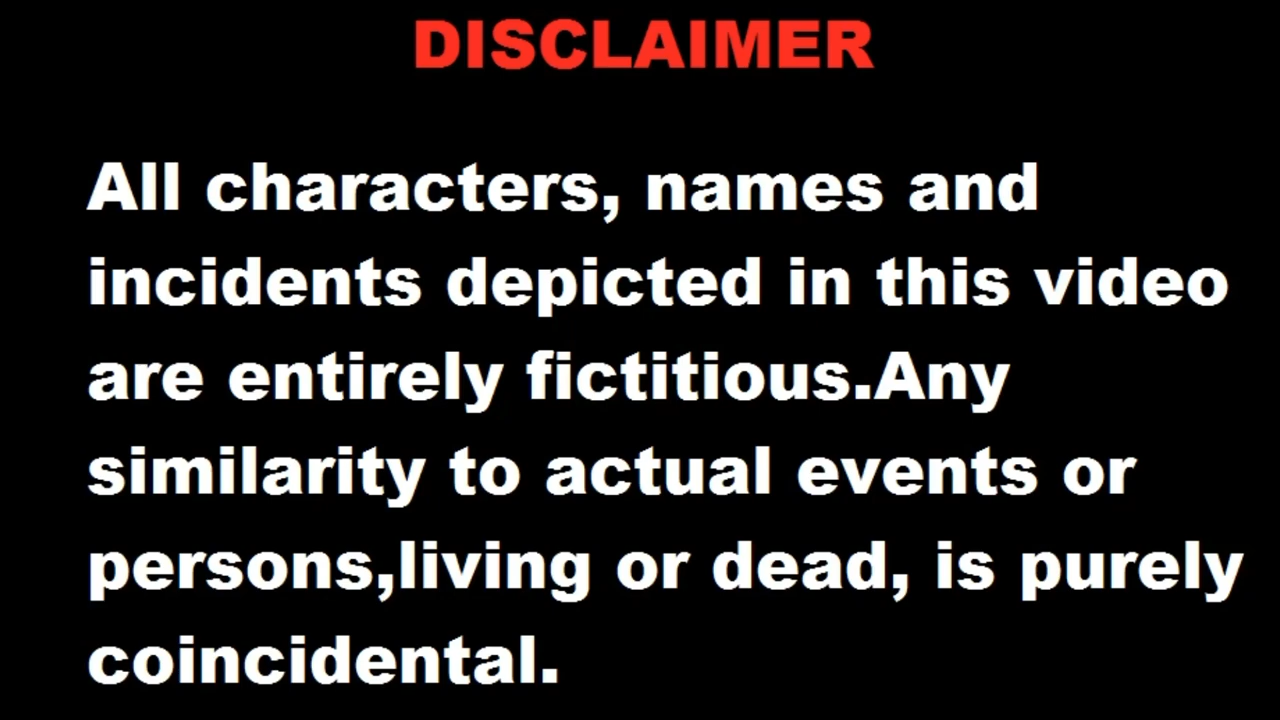 DISCLAIMER
All characters, names and
incidents depicted in this video
are entirely fictitious.Any
similarity to actual events or
persons,living or dead, is purely
coincidental.